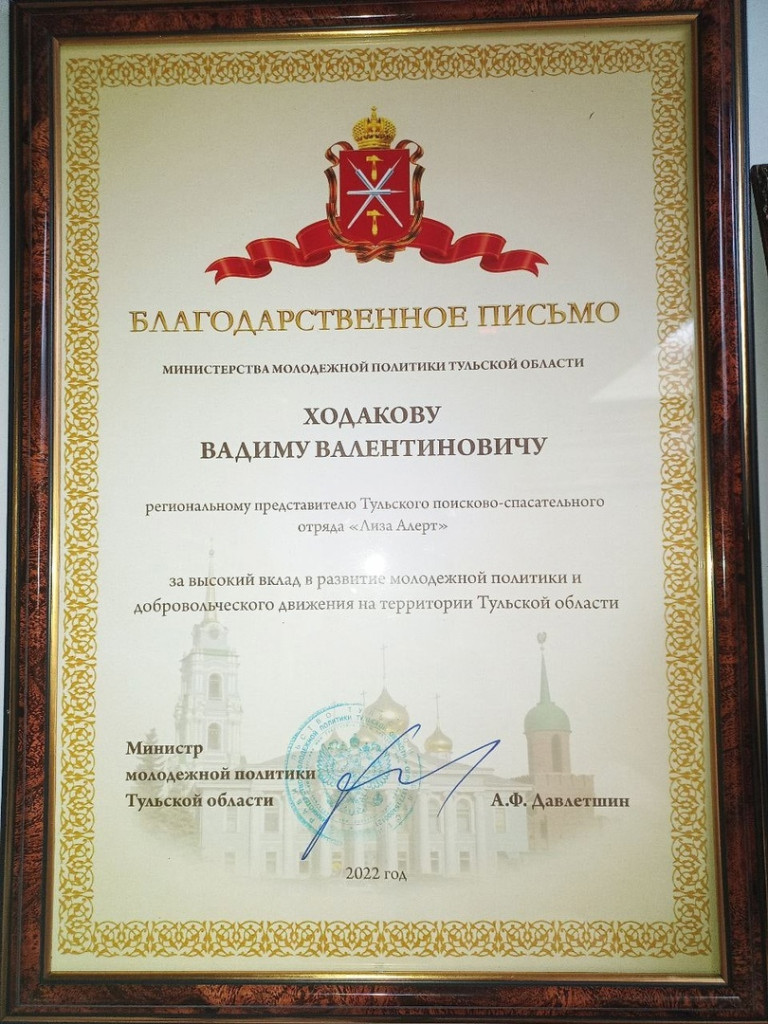 БЛАГОДАРСТВЕННОЕ ПИСЬМО
МИНИСТЕРСТВА МОЛОДЕЖНОЙ ПОЛИТИКИ ТУЛЬСКОЙ ОБЛАСТИ
ХОДАКОВУ
ВАДИМУ ВАЛЕНТИНОВИЧУ
региональному представителю Тульского поисково-спасательного
отряда «Лиза Алерт»
за высокий вклад в развитие молодежной политики и
добровольческого движения на территории Тульской области
Министр
молодежной политики
Тульской области
А.Ф. Давлетшин
2022 год